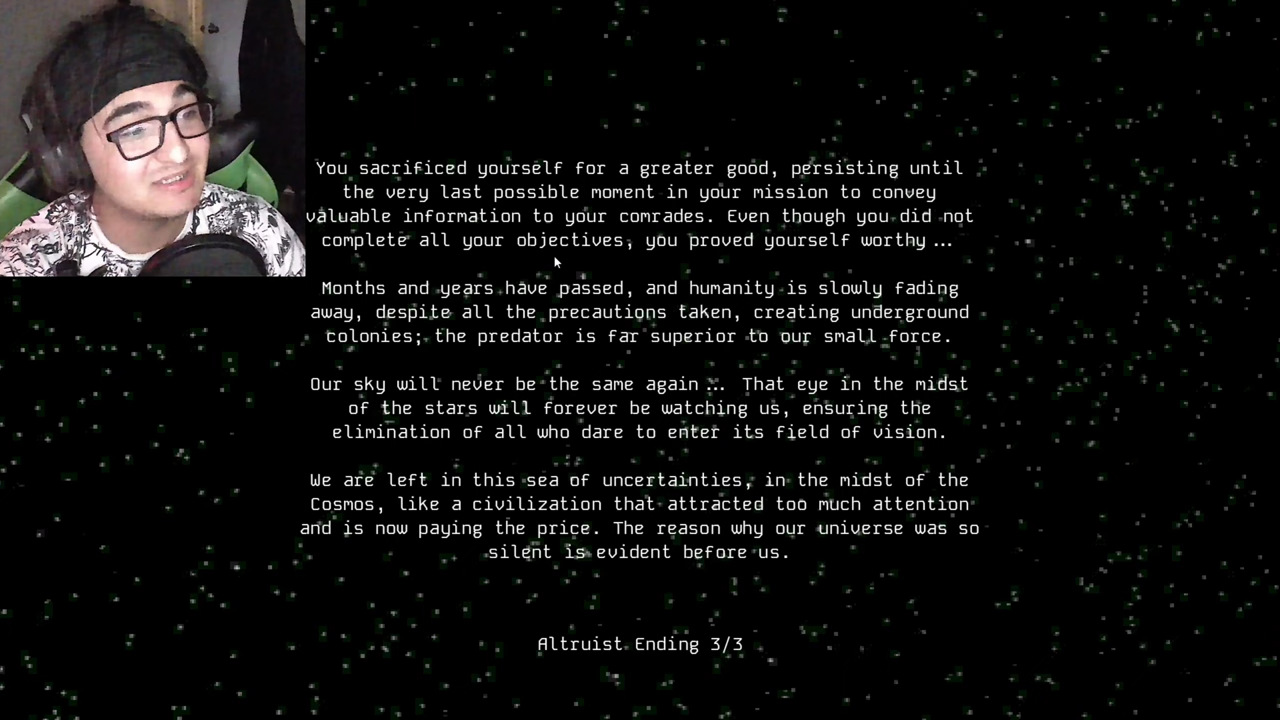 You sacrificed yourself for a greater good, persisting until
the very last possible moment in your mission to convey
valuable information to your comrades. Even though you did not
complete all your objectives, you proved yourself worthy...
Months and years have passed, and humanity is slowly fading
away, despite all the precautions taken, creating underground
colonies; the predator is far superior to our small force.
Our sky will never be the same again... That eye in the midst
of the stars will forever be watching us, ensuring the
elimination of all who dare to enter its field of vision.
We are left in this sea of uncertainties, in the midst of the
Cosmos, like a civilization that attracted too much attention
and is now paying the price. The reason why our universe was so
silent is evident before us.
Altruist Ending 3/3